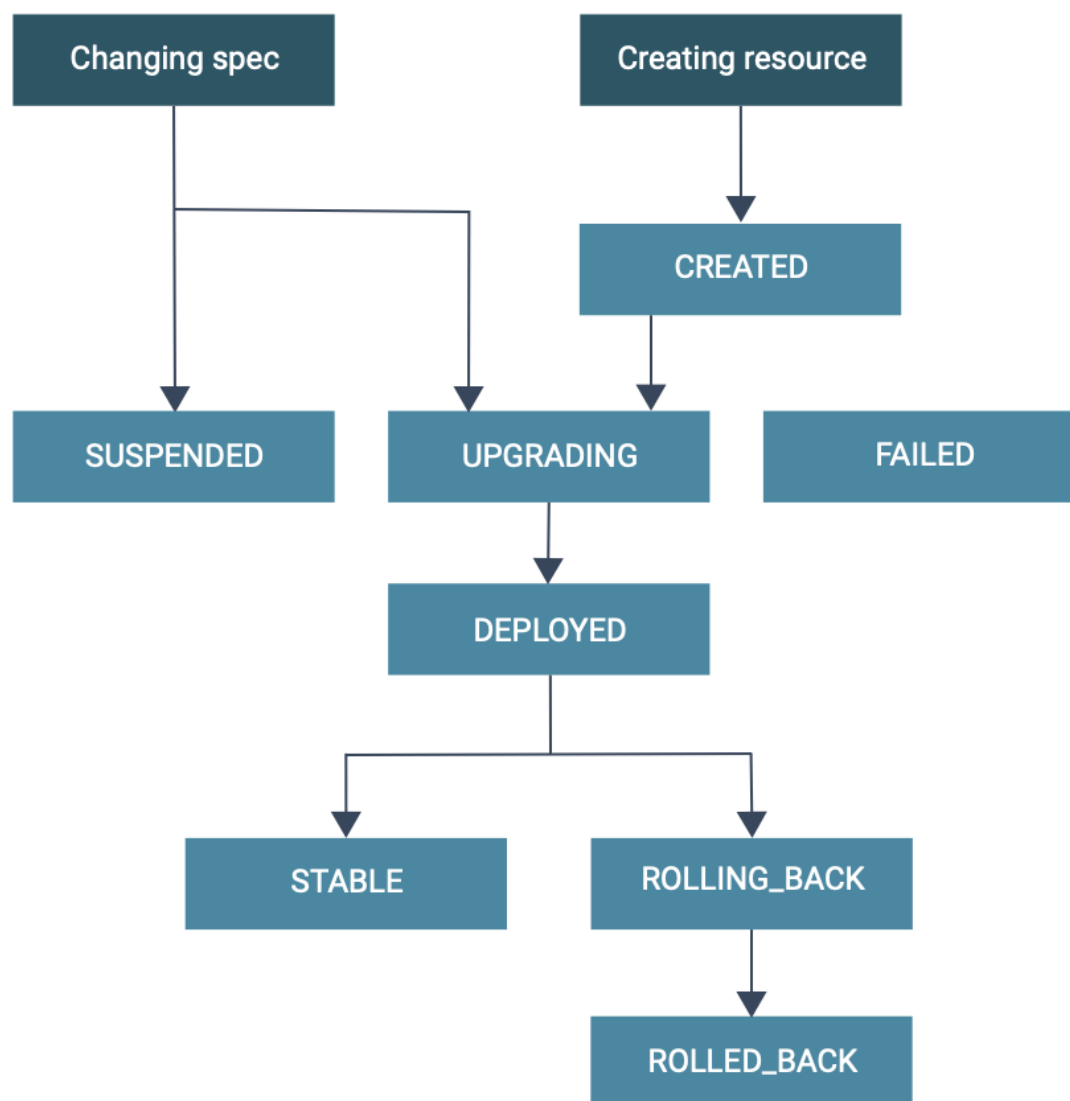 Changing spec
Creating resource
CREATED
SUSPENDED
UPGRADING
FAILED
DEPLOYED
STABLE
ROLLING_BACK
ROLLED_BACK